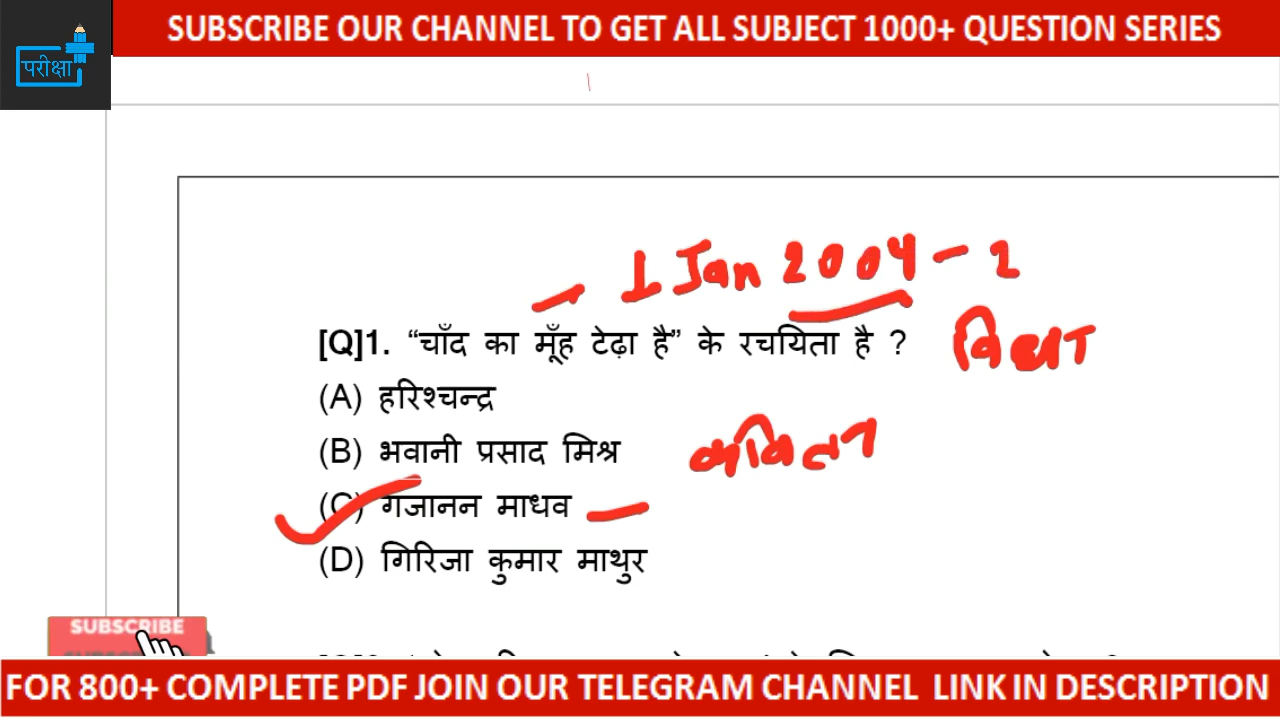 SUBSCRIBE OUR CHANNEL TO GET ALL SUBJECT 1000+ QUESTION SERIES
परीक्षा
1 Jan 2004 - 2
[Q]1. “चाँद का मूँह टेढ़ा है” के रचयिता है ?
(A) हरिश्चन्द्र
(B) भवानी प्रसाद मिश्र
कविता
(C) गजानन माधव
(D) गिरिजा कुमार माथुर
SUBSCRIBE
FOR 800+ COMPLETE PDF JOIN OUR TELEGRAM CHANNEL LINK IN DESCRIPTION